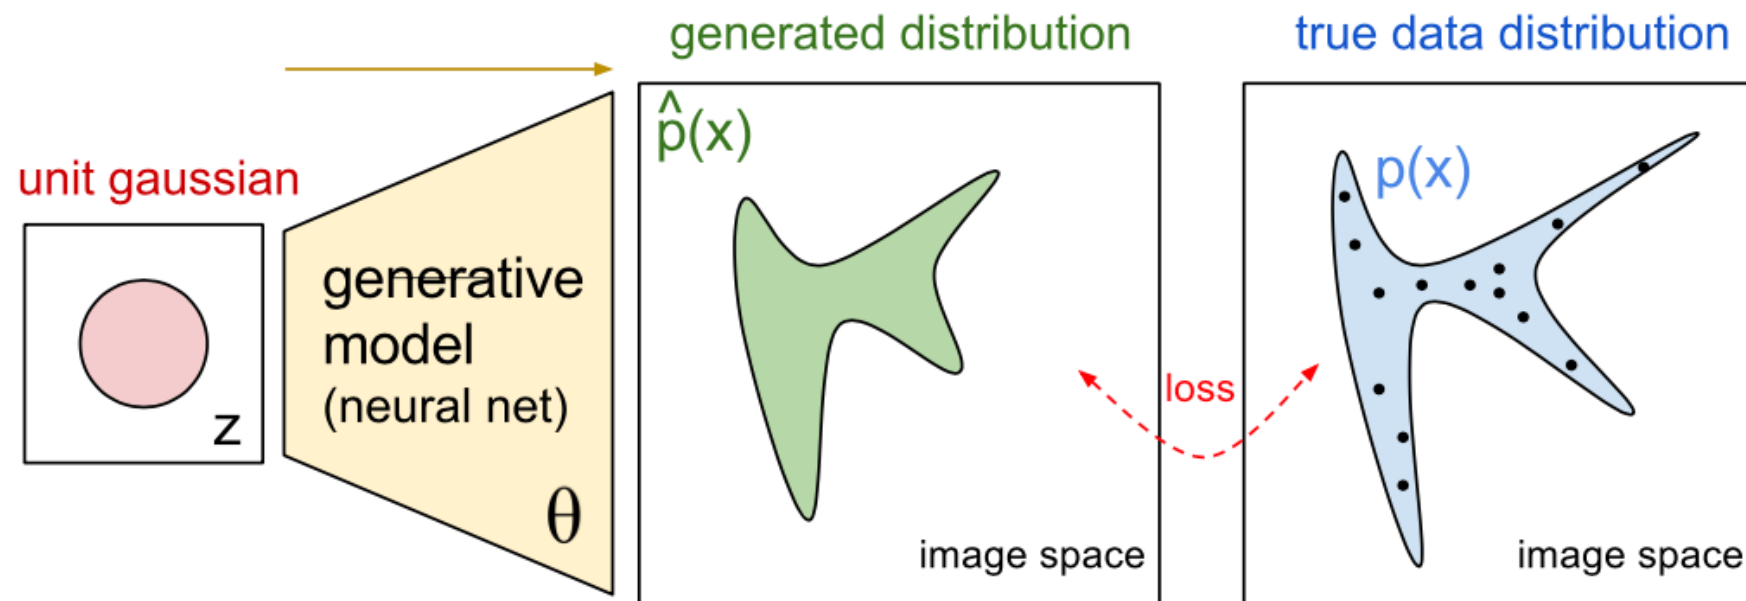 generated distribution
true data distribution
p̂(x)
p(x)
unit gaussian
generative
model
(neural net)
z
θ
loss
image space
image space